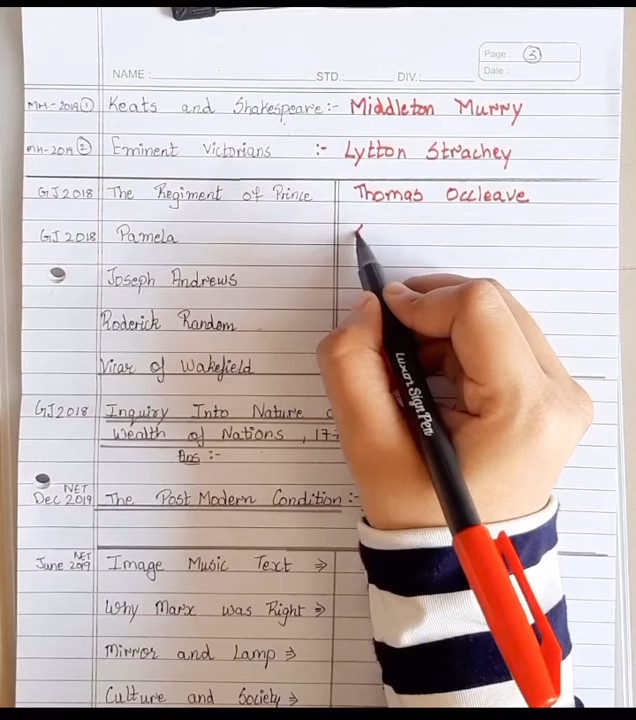 Page: 3
NAME: STD.: DIV.: Date:
MH-2019 1 Keats and Shakespeare:- Middleton Murry
MH-2019 2 Eminent Victorians :- Lytton Strachey
GJ 2018 The Regiment of Prince Thomas Occleave
GJ 2018 Pamela
Joseph Andrews
Roderick Random
Vicar of Wakefield
GJ 2018 Inquiry Into Nature
Wealth of Nations, 17
Ans :-
NET
Dec 2019 The Post Modern Condition:-
NET
June 2019 Image Music Text ⇒
Why Marx was Right ⇒
Mirror and Lamp ⇒
Culture and Society ⇒
Luxor Sign Pen